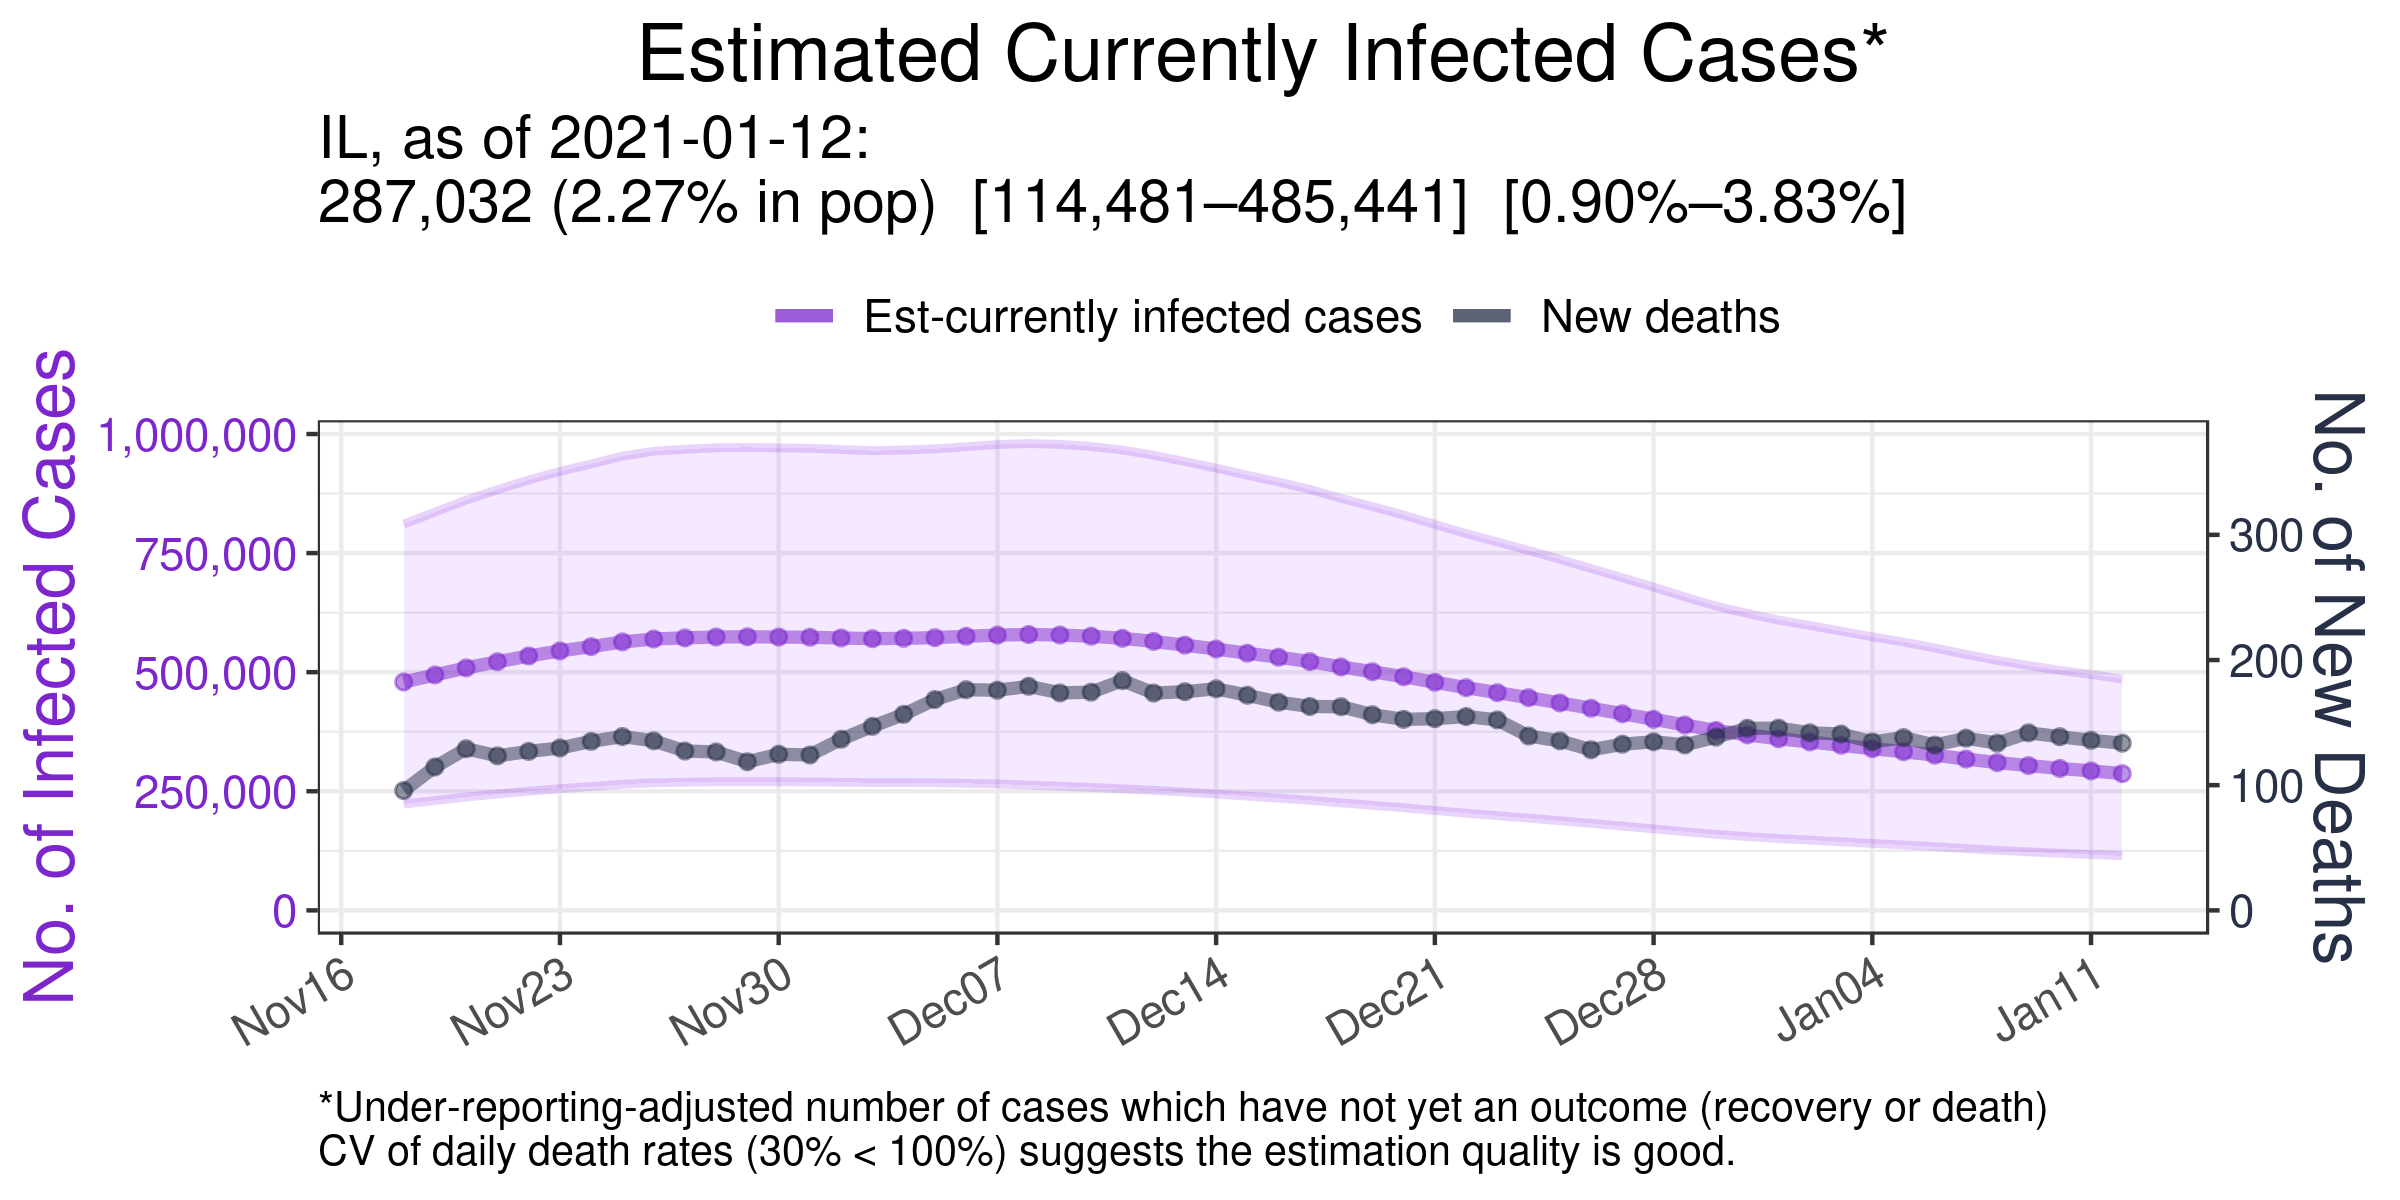 Estimated Currently Infected Cases*
IL, as of 2021-01-12:
287,032 (2.27% in pop)  [114,481–485,441]  [0.90%–3.83%]
Est-currently infected cases
New deaths
No. of Infected Cases
1,000,000
750,000
500,000
250,000
0
No. of New Deaths
300
200
100
0
Nov16
Nov23
Nov30
Dec07
Dec14
Dec21
Dec28
Jan04
Jan11
*Under-reporting-adjusted number of cases which have not yet an outcome (recovery or death)
CV of daily death rates (30% < 100%) suggests the estimation quality is good.